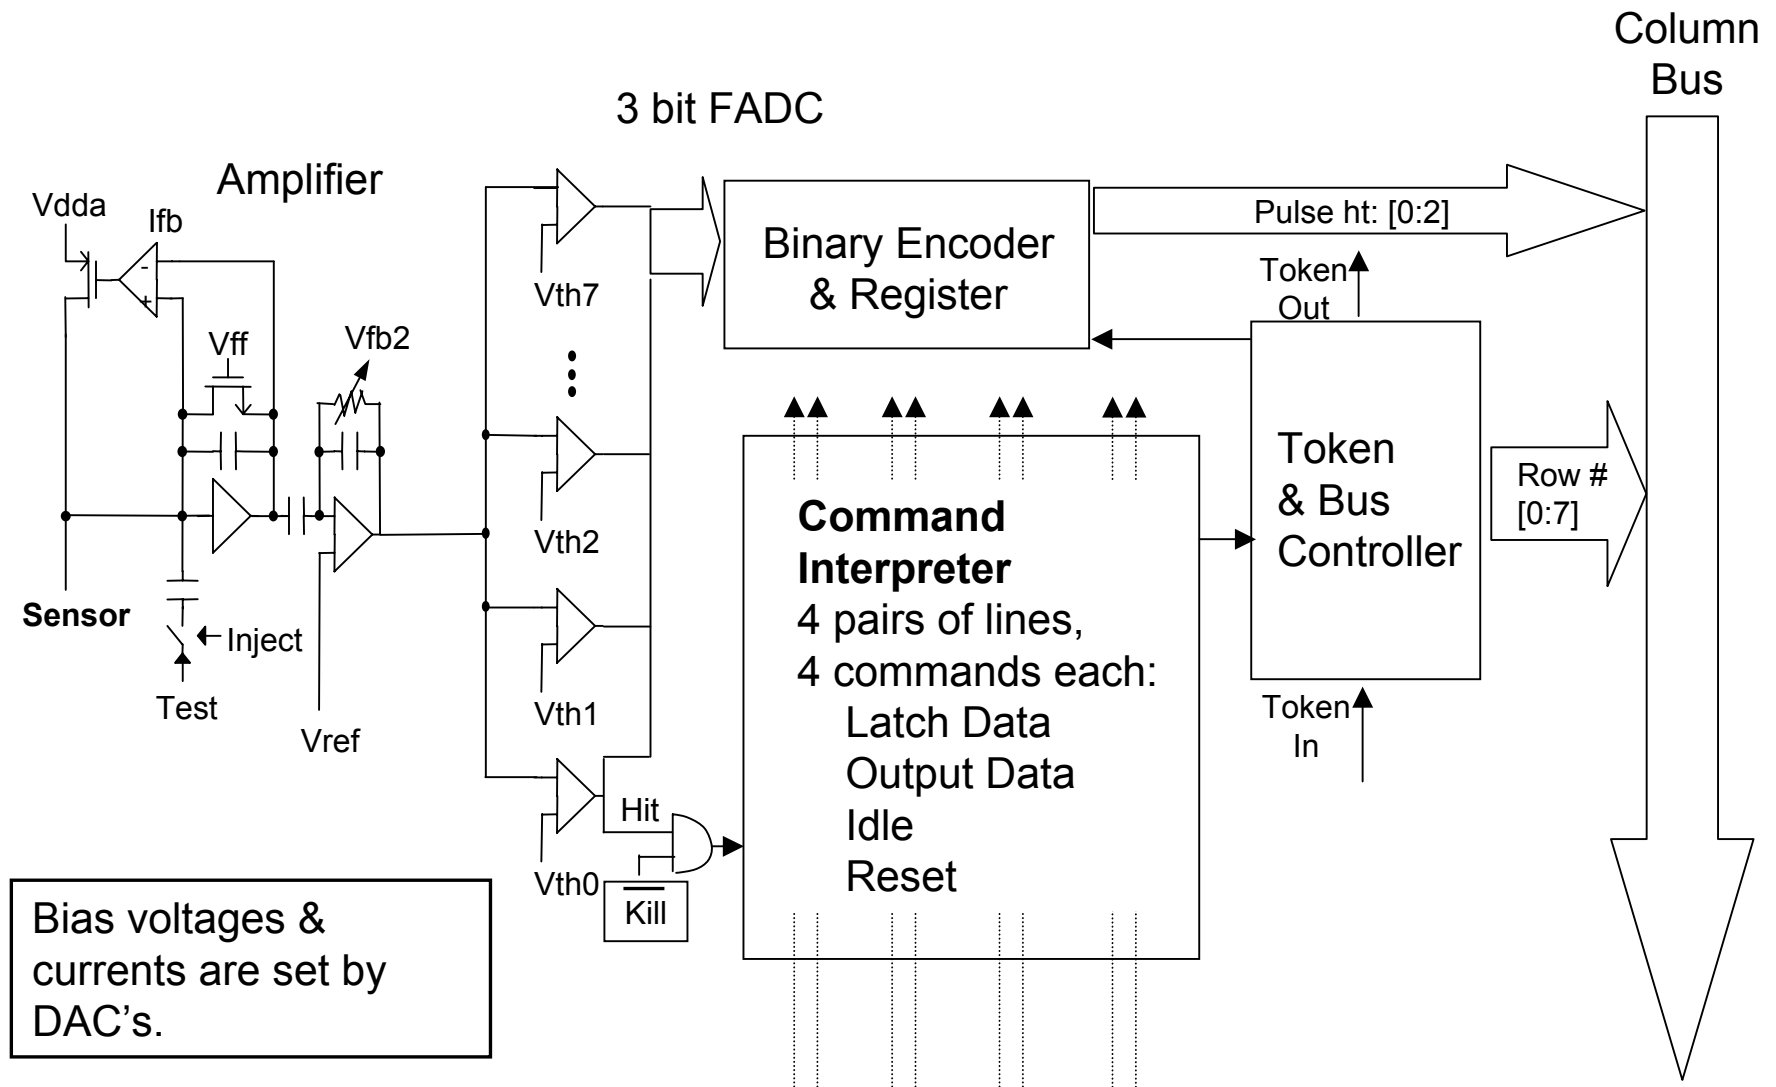 Column
Bus
3 bit FADC
Amplifier
Vdda
Ifb
-
+
Vff
Vfb2
Sensor
Inject
Test
Vref
Vth7
Vth2
Vth1
Vth0
Hit
Kill
Binary Encoder
& Register
Pulse ht: [0:2]
Token
Out
Token
& Bus
Controller
Row #
[0:7]
Token
In
Command
Interpreter
4 pairs of lines,
4 commands each:
Latch Data
Output Data
Idle
Reset
Bias voltages &
currents are set by
DAC's.